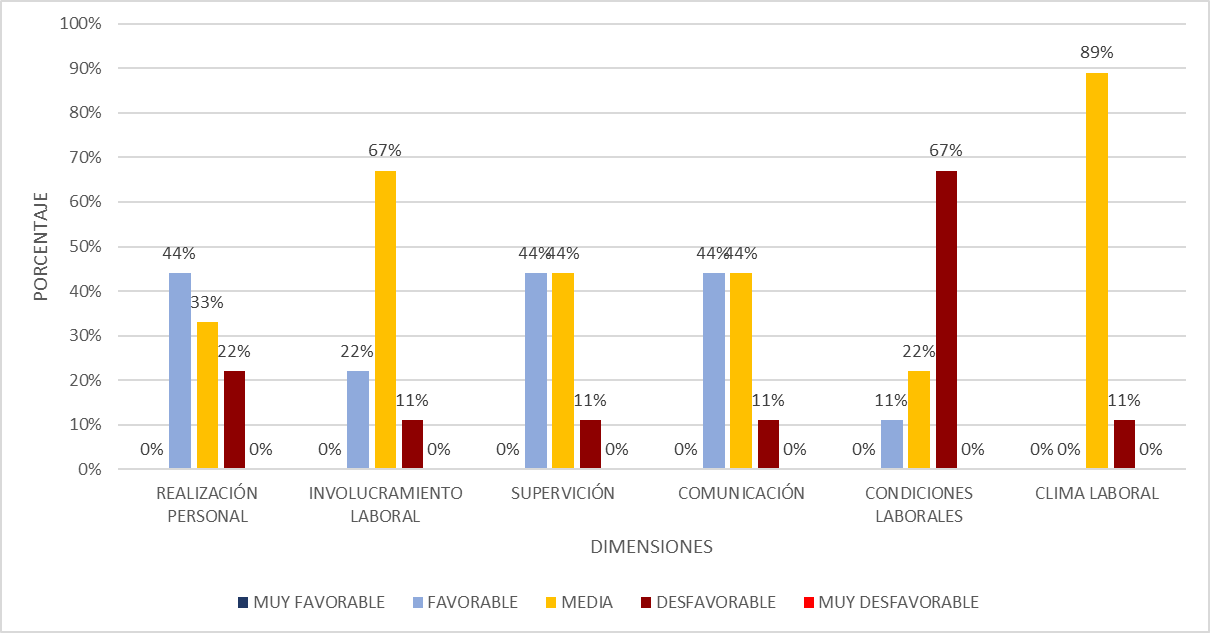 100%
90%
80%
70%
60%
50%
40%
30%
20%
10%
0%
PORCENTAJE
0% 44% 33% 22% 0%
0% 22% 67% 11% 0%
0% 44% 44% 11% 0%
0% 44% 44% 11% 0%
0% 11% 22% 67% 0%
0% 0% 89% 11% 0%
REALIZACIÓN
PERSONAL
INVOLUCRAMIENTO
LABORAL
SUPERVICIÓN
COMUNICACIÓN
CONDICIONES
LABORALES
CLIMA LABORAL
DIMENSIONES
MUY FAVORABLE FAVORABLE MEDIA DESFAVORABLE MUY DESFAVORABLE